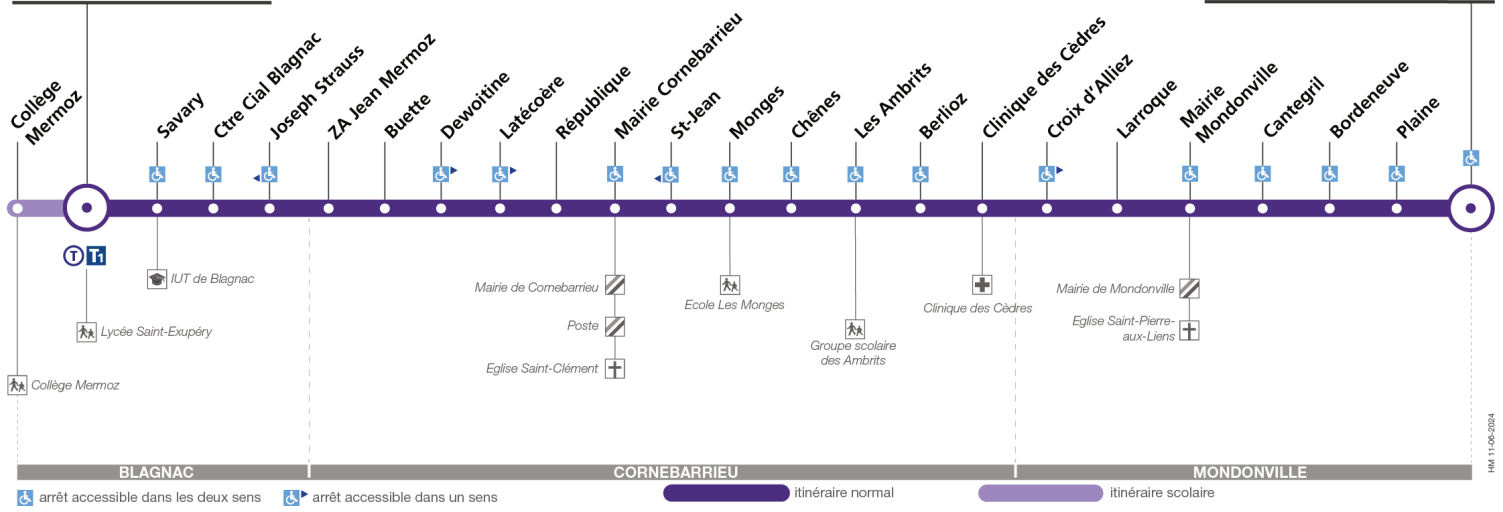 Collège
Mermoz
Savary
Ctre Cial Blagnac
Joseph Strauss
ZA Jean Mermoz
Buette
Dewoitine
Latécoère
République
Mairie Cornebarrieu
St-Jean
Monges
Chênes
Les Ambrits
Berlioz
Clinique des Cèdres
Croix d'Alliez
Larroque
Mairie
Mondonville
Cantegril
Bordeneuve
Plaine
T T1
IUT de Blagnac
Lycée Saint-Exupéry
Collège Mermoz
Mairie de Cornebarrieu
Poste
Eglise Saint-Clément
Ecole Les Monges
Groupe scolaire
des Ambrits
Clinique des Cèdres
Mairie de Mondonville
Eglise Saint-Pierre-
aux-Liens
HM 11-06-2024
BLAGNAC
CORNEBARRIEU
MONDONVILLE
arrêt accessible dans les deux sens
arrêt accessible dans un sens
itinéraire normal
itinéraire scolaire